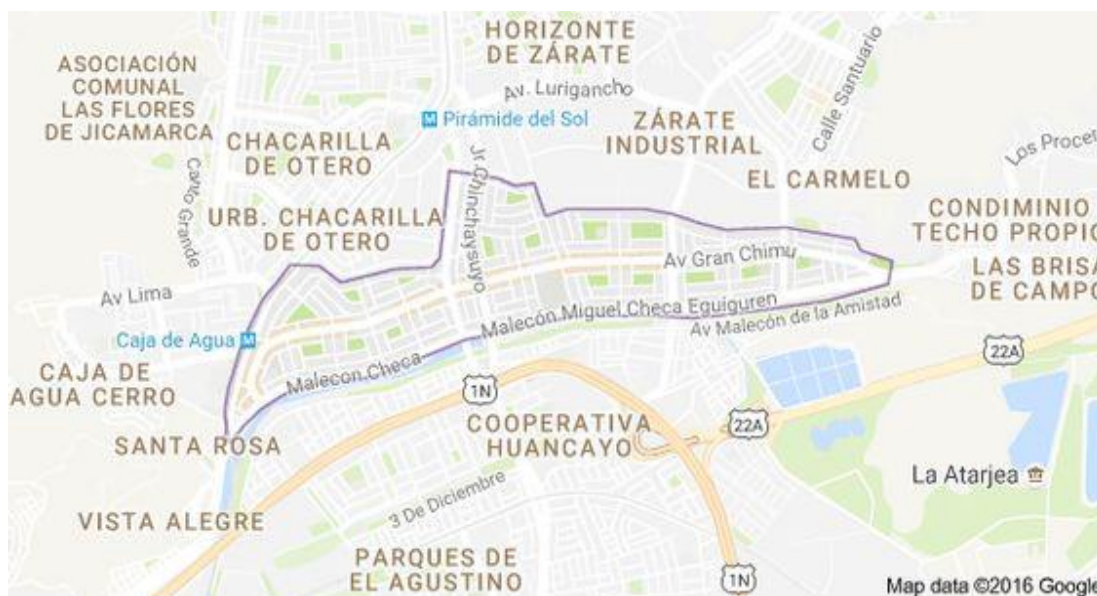 HORIZONTE
DE ZÁRATE
ASOCIACIÓN
COMUNAL
LAS FLORES
DE JICAMARCA
Av. Lurigancho
Calle Santuario
Pirámide del Sol
ZÁRATE
INDUSTRIAL
CHACARILLA
DE OTERO
Jr. Chinchaysuyo
Los Procer
EL CARMELO
Canto Grande
URB. CHACARILLA
DE OTERO
CONDIMINIO
TECHO PROPIO
Av Gran Chimu
LAS BRISA
DE CAMPO
Av Lima
Malecón Miguel Checa Eguiguren
Av Malecón de la Amistad
Caja de Agua
22A
Malecon Checa
CAJA DE
AGUA CERRO
1N
COOPERATIVA
HUANCAYO
22A
SANTA ROSA
La Atarjea
3 De Diciembre
VISTA ALEGRE
PARQUES DE
EL AGUSTINO
1N
Map data ©2016 Google